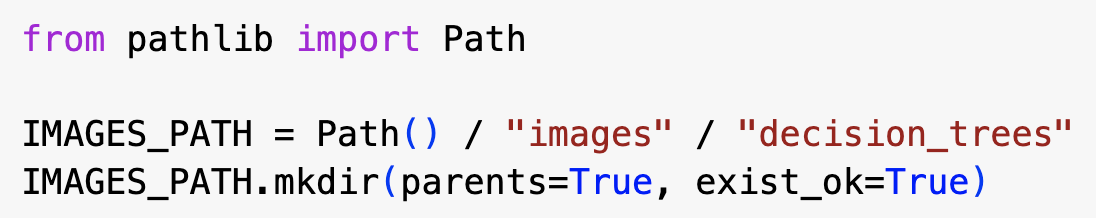 from pathlib import Path

IMAGES_PATH = Path() / "images" / "decision_trees"
IMAGES_PATH.mkdir(parents=True, exist_ok=True)